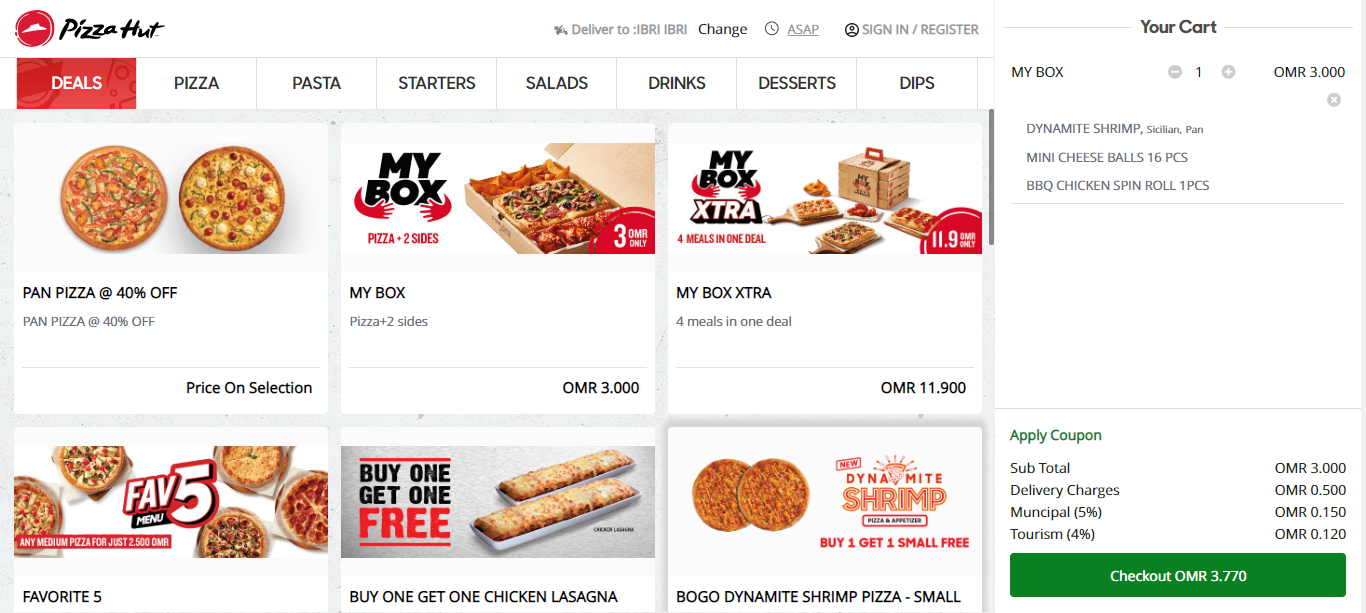 Pizza Hut
Deliver to :IBRI IBRI Change ASAP SIGN IN / REGISTER
DEALS PIZZA PASTA STARTERS SALADS DRINKS DESSERTS DIPS
MY BOX
PIZZA + 2 SIDES
3 OMR ONLY
MY BOX XTRA
4 MEALS IN ONE DEAL
11.9 OMR ONLY
PAN PIZZA @ 40% OFF
PAN PIZZA @ 40% OFF
Price On Selection
MY BOX
Pizza+2 sides
OMR 3.000
MY BOX XTRA
4 meals in one deal
OMR 11.900
FAV 5
MENU
ANY MEDIUM PIZZA FOR JUST 2.500 OMR
FAVORITE 5
BUY ONE
GET ONE
FREE
CHICKEN LASAGNA
BUY ONE GET ONE CHICKEN LASAGNA
NEW
DYNAMITE
SHRIMP
PIZZA & APPETIZER
BUY 1 GET 1 SMALL FREE
BOGO DYNAMITE SHRIMP PIZZA - SMALL
Your Cart
MY BOX 1 OMR 3.000
DYNAMITE SHRIMP, Sicilian, Pan
MINI CHEESE BALLS 16 PCS
BBQ CHICKEN SPIN ROLL 1PCS
Apply Coupon
Sub Total OMR 3.000
Delivery Charges OMR 0.500
Muncipal (5%) OMR 0.150
Tourism (4%) OMR 0.120
Checkout OMR 3.770